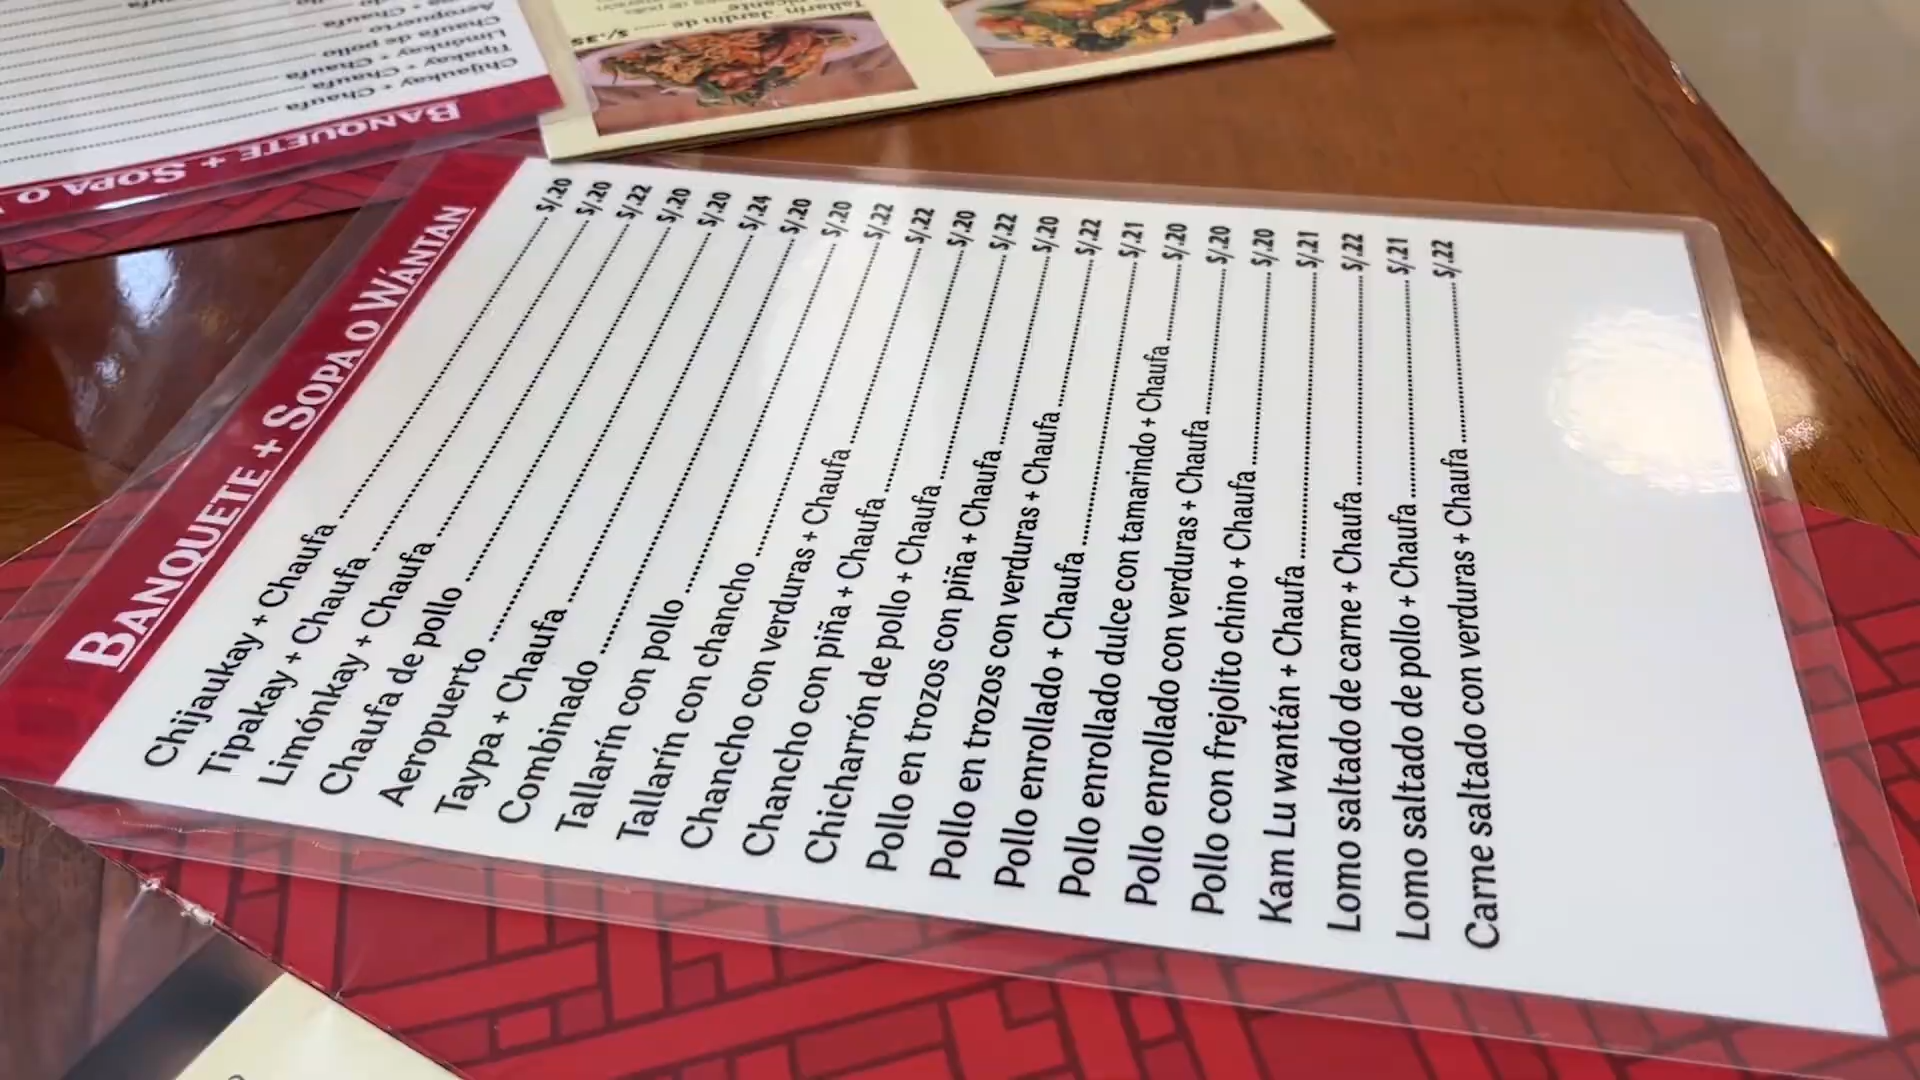 BANQUETE + SOPA O WANTAN
Chijaukay + Chaufa S/.20
Tipakay + Chaufa S/.20
Limónkay + Chaufa S/.22
Chaufa de pollo S/.20
Aeropuerto S/.20
Taypa + Chaufa S/.24
Combinado S/.20
Tallarín con pollo S/.20
Tallarín con chancho S/.22
Chancho con verduras + Chaufa S/.22
Chancho con piña + Chaufa S/.20
Chicharrón de pollo + Chaufa S/.22
Pollo en trozos con piña + Chaufa S/.20
Pollo en trozos con verduras + Chaufa S/.22
Pollo enrollado + Chaufa S/.21
Pollo enrollado dulce con tamarindo + Chaufa S/.20
Pollo enrollado con verduras + Chaufa S/.20
Pollo con frejolito chino + Chaufa S/.20
Kam Lu wantán + Chaufa S/.21
Lomo saltado de carne + Chaufa S/.22
Lomo saltado de pollo + Chaufa S/.21
Carne saltado con verduras + Chaufa S/.22
BANQUETE + SOPA O
Chijaukay + Chaufa
Tipakay + Chaufa
Limónkay + Chaufa
Chaufa de pollo
Aeropuerto
Tallarín Jardín de S/.35